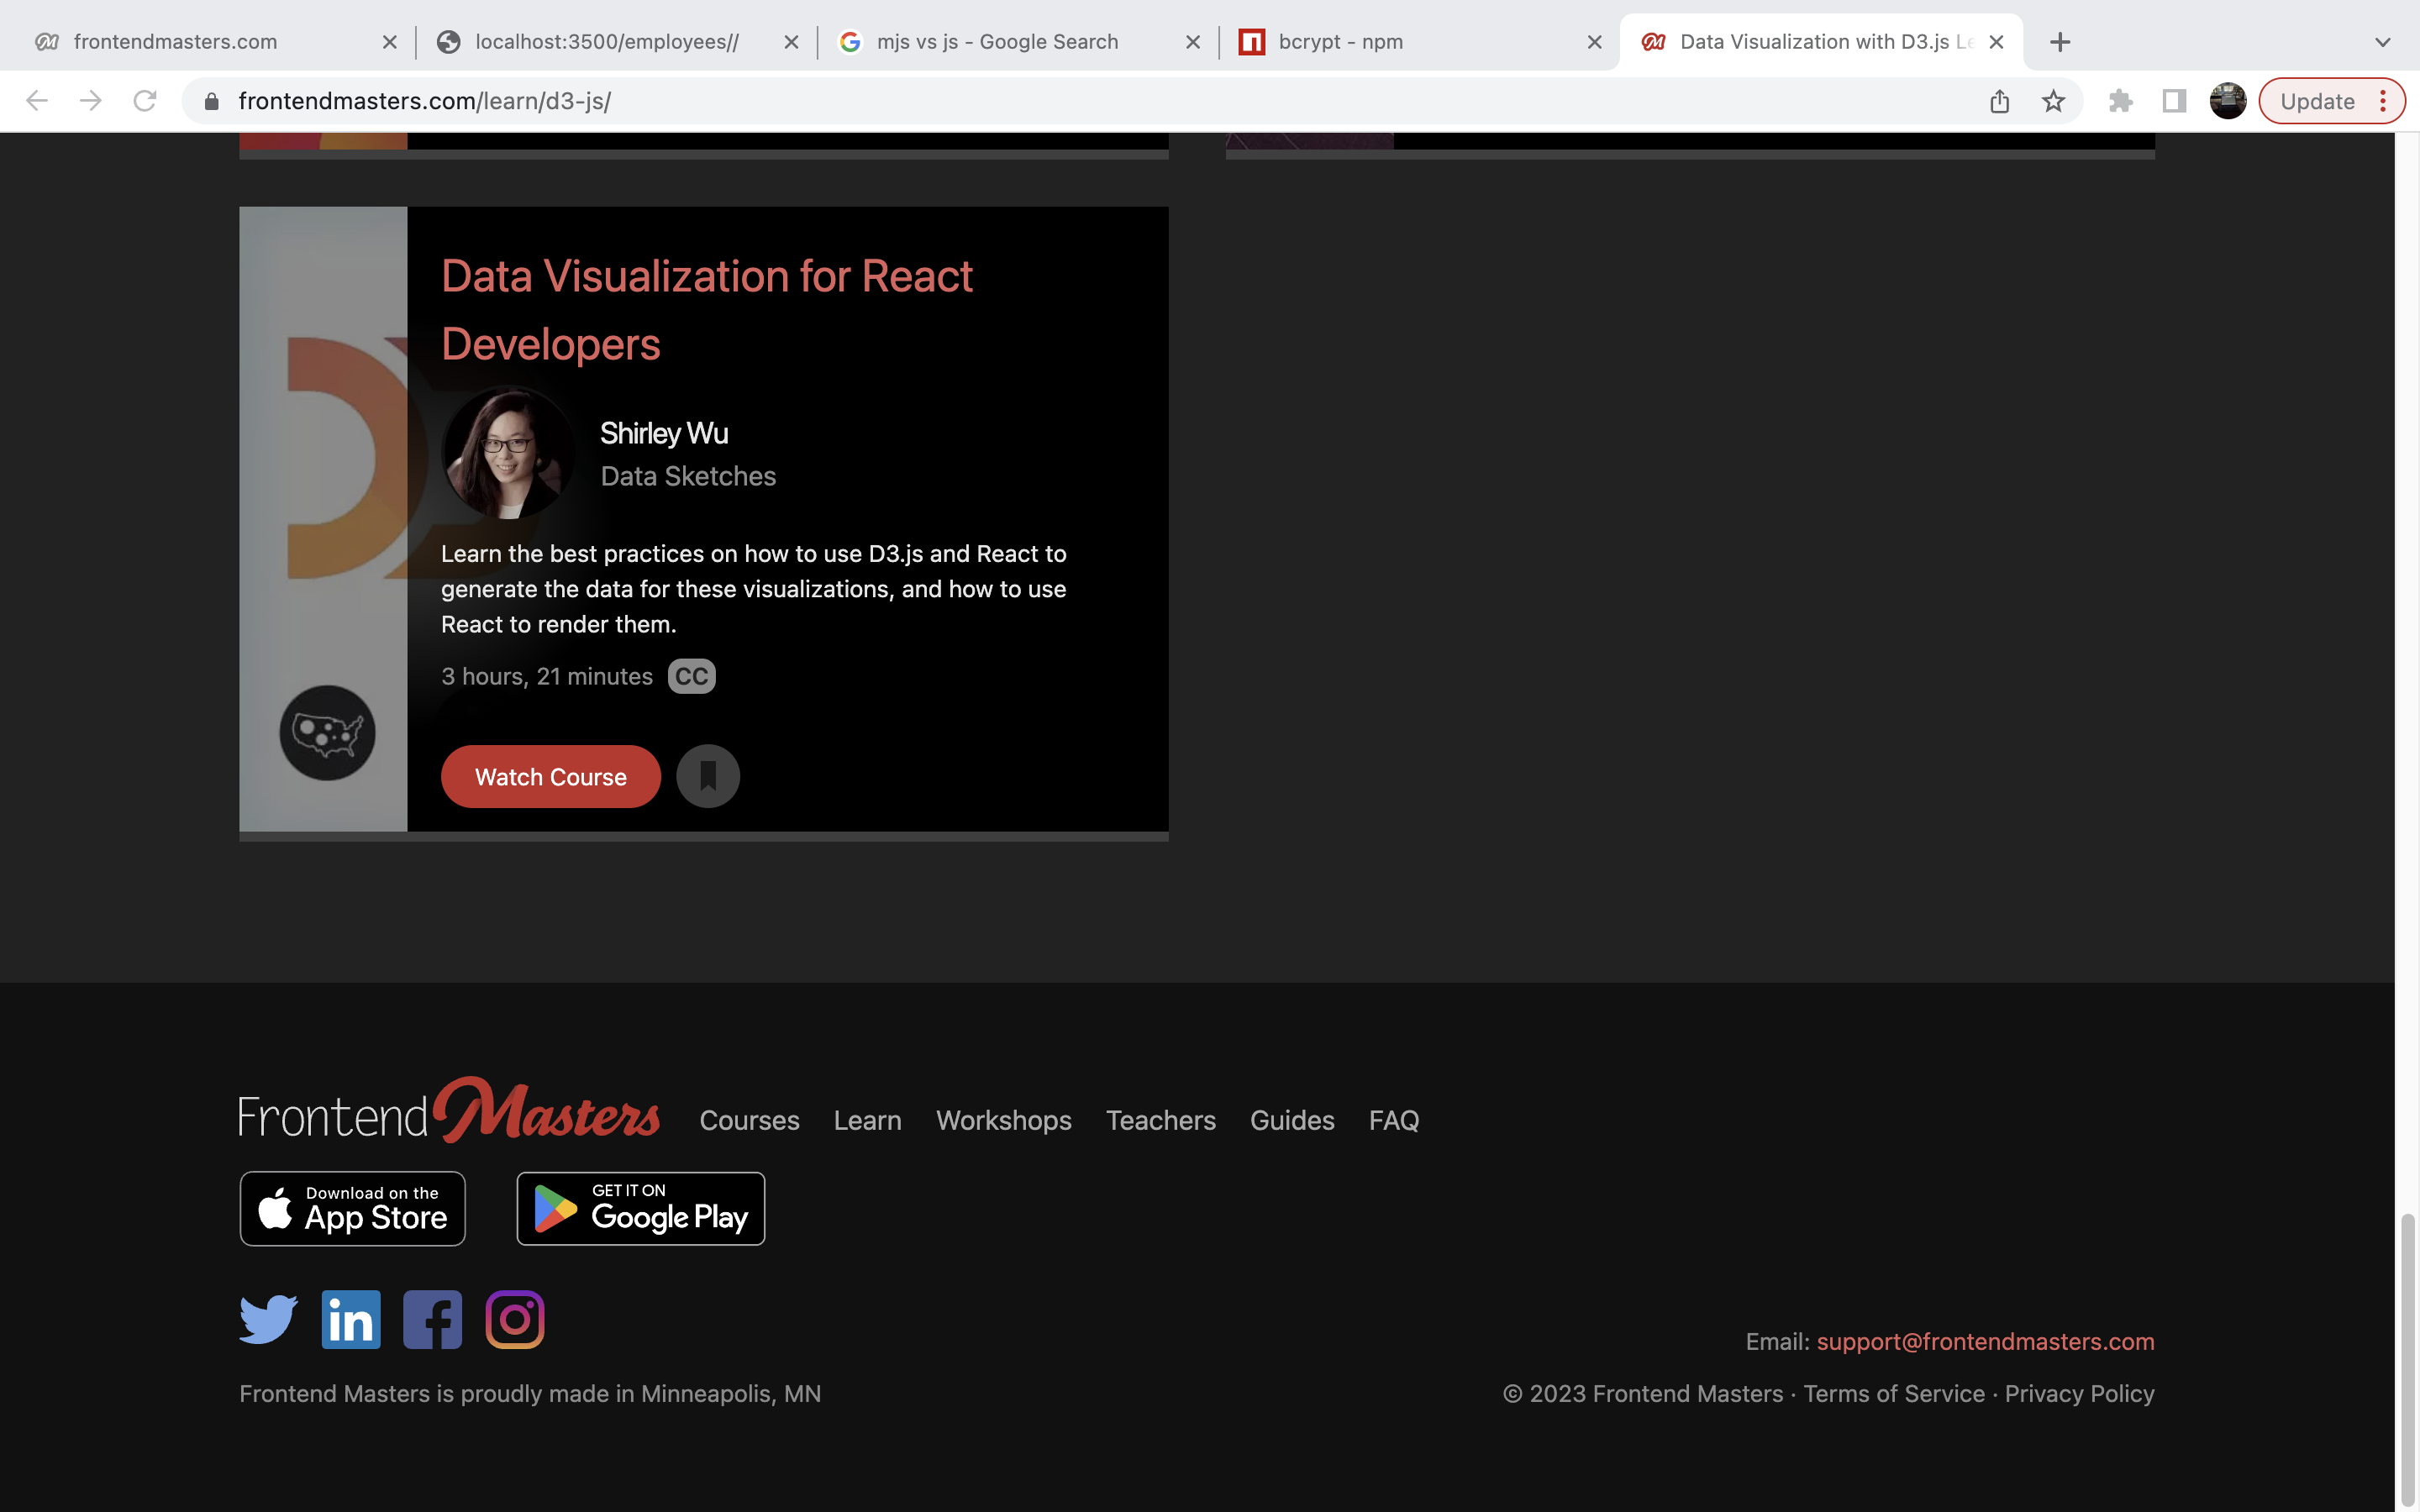 frontendmasters.com
localhost:3500/employees//
mjs vs js - Google Search
bcrypt - npm
Data Visualization with D3.js Le
frontendmasters.com/learn/d3-js/
Update
Data Visualization for React
Developers
Shirley Wu
Data Sketches
Learn the best practices on how to use D3.js and React to
generate the data for these visualizations, and how to use
React to render them.
3 hours, 21 minutes CC
Watch Course
Frontend Masters
Courses Learn Workshops Teachers Guides FAQ
Download on the
App Store
GET IT ON
Google Play
in
Email: support@frontendmasters.com
Frontend Masters is proudly made in Minneapolis, MN
© 2023 Frontend Masters · Terms of Service · Privacy Policy